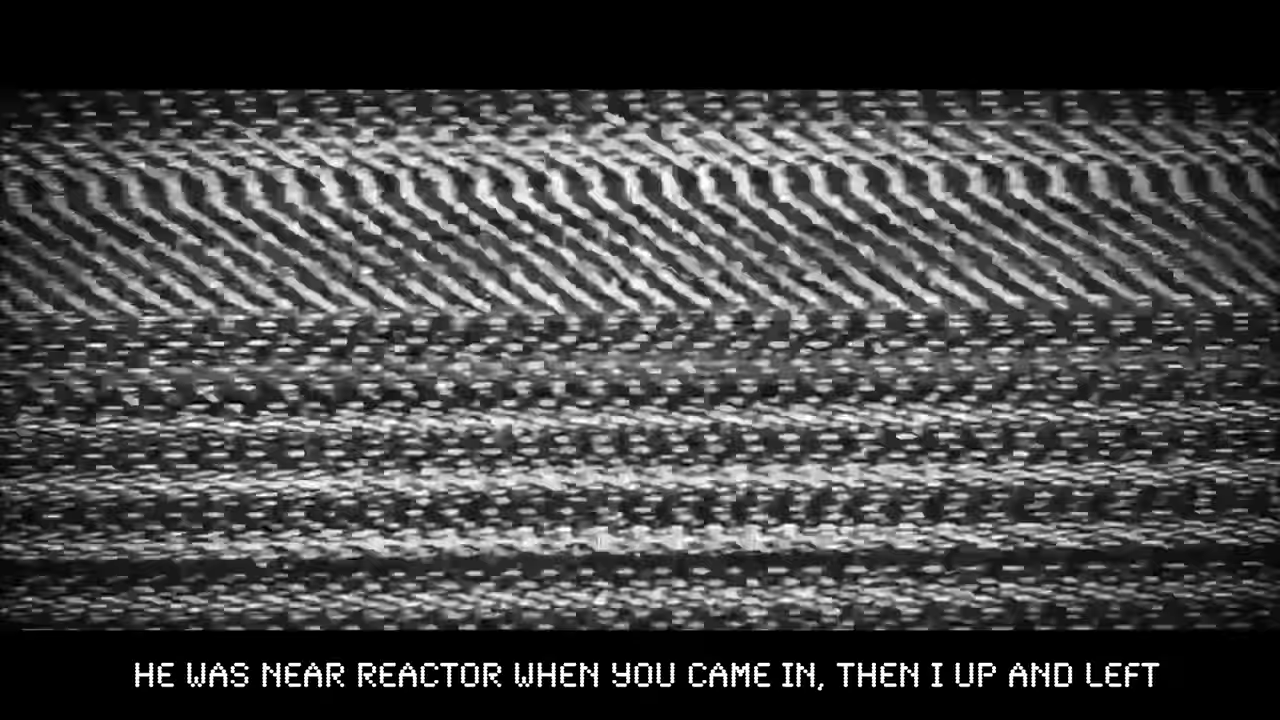 HE WAS NEAR REACTOR WHEN YOU CAME IN, THEN I UP AND LEFT